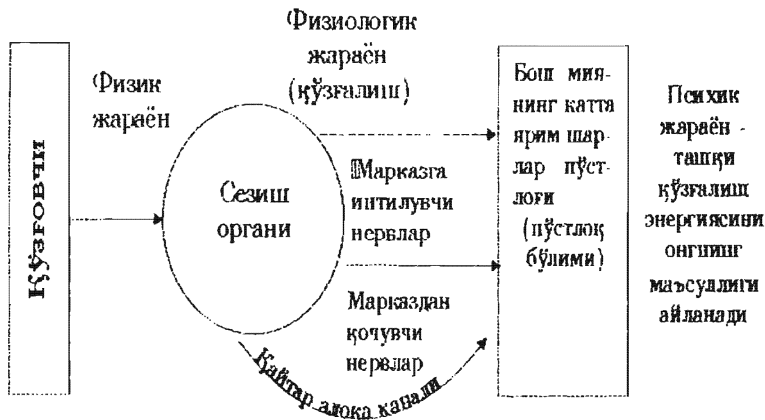 Қўзғовчи
Физик
жараён
Сезиш
органи
Физиологик
жараён
(қўзғалиш)
Марказга
интилувчи
нервлар
Марказдан
қочувчи
нервлар
Қайтар алоқа канали
Бош мия-
нинг катта
ярим шар-
лар пўст-
лоғи
(пўстлоқ
бўлими)
Психик
жараён -
ташқи
қўзғалиш
энергиясини
онгнинг
маъсуллиги
айланади